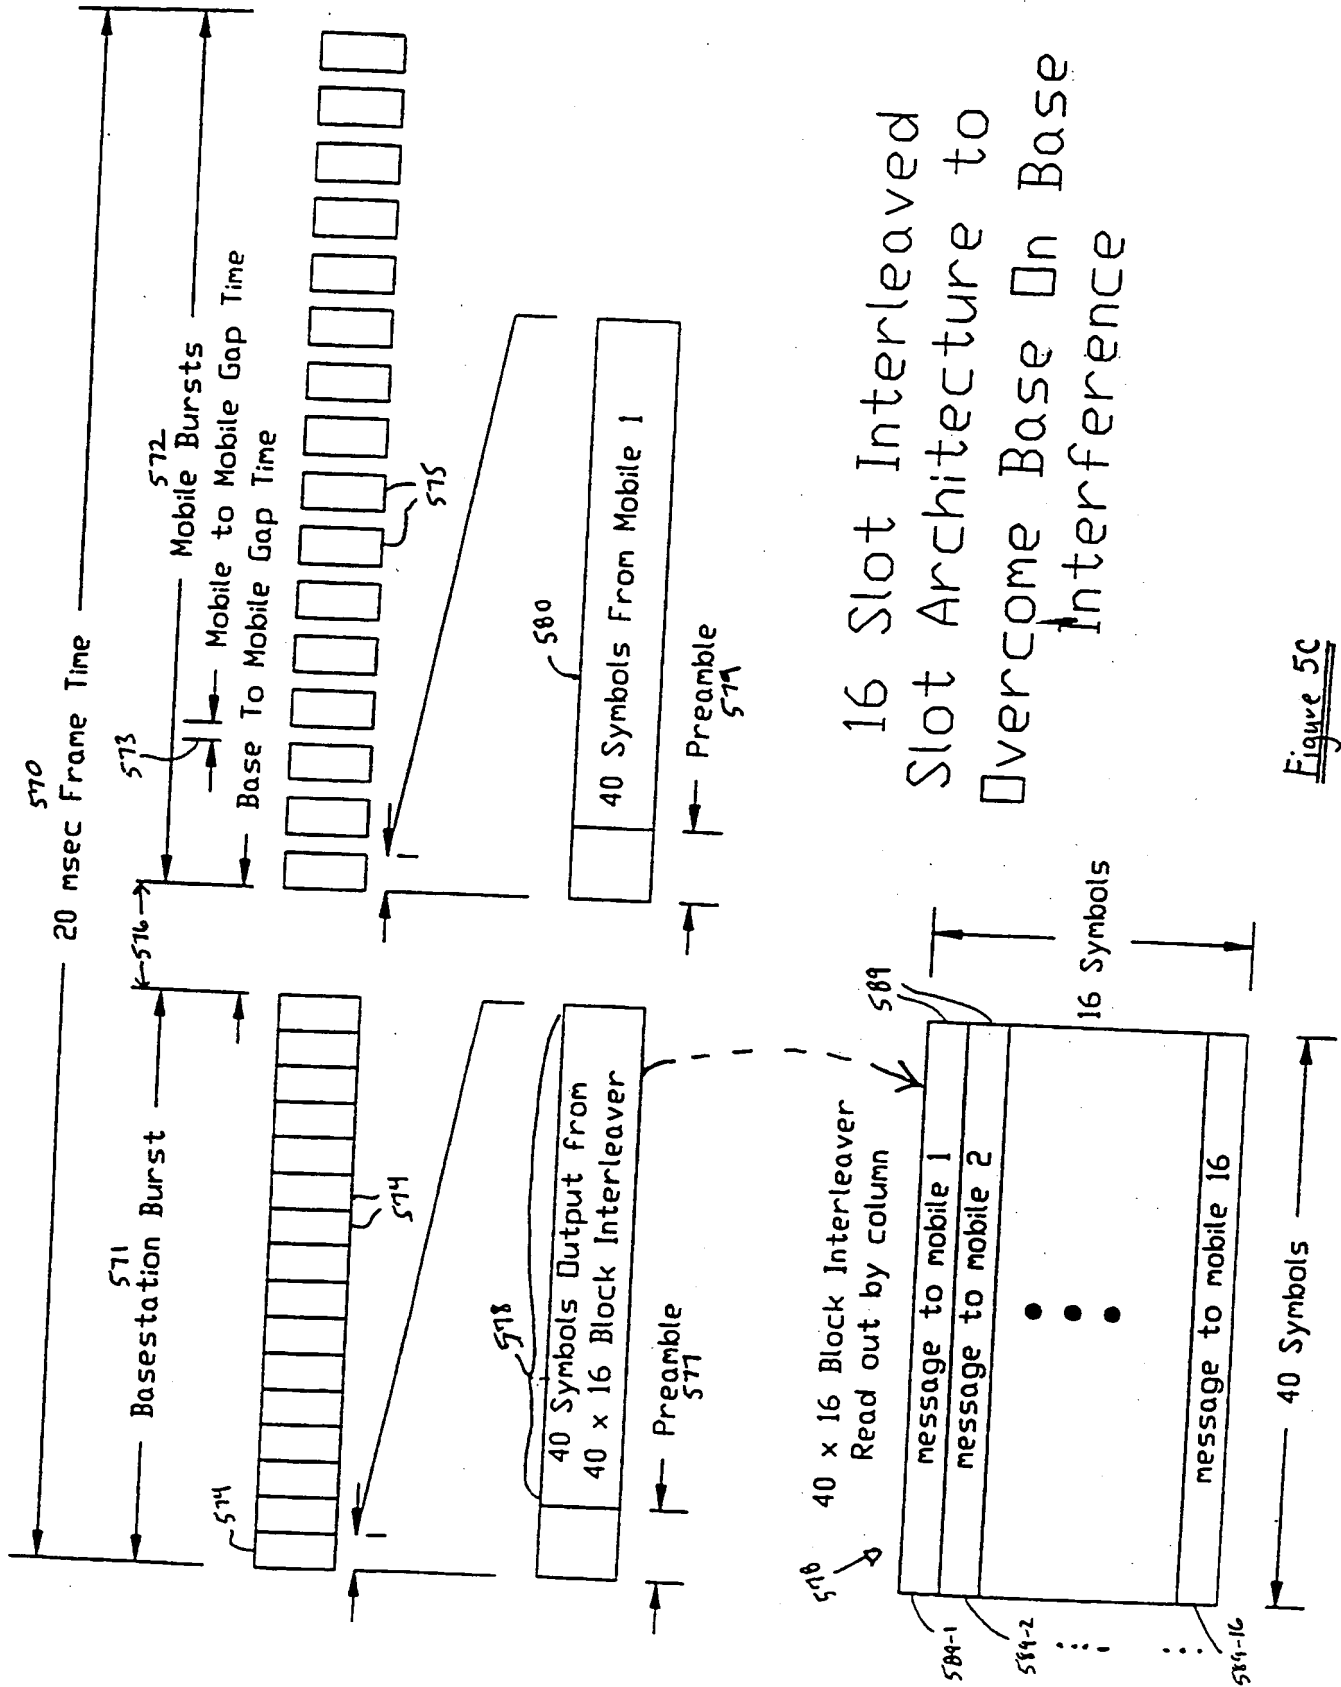 570
20 msec Frame Time
571
Basestation Burst
576
573
572
Mobile Bursts
Mobile to Mobile Gap Time
Base To Mobile Gap Time
574
574
575
578
40 Symbols Output from
40 x 16 Block Interleaver
Preamble
577
580
40 Symbols From Mobile 1
Preamble
579
578
40 x 16 Block Interleaver
Read out by column
589
589-1
message to mobile 1
589-2
message to mobile 2
589-16
message to mobile 16
16 Symbols
40 Symbols
16 Slot Interleaved
Slot Architecture to
Overcome Base On Base
Interference
Figure 5C